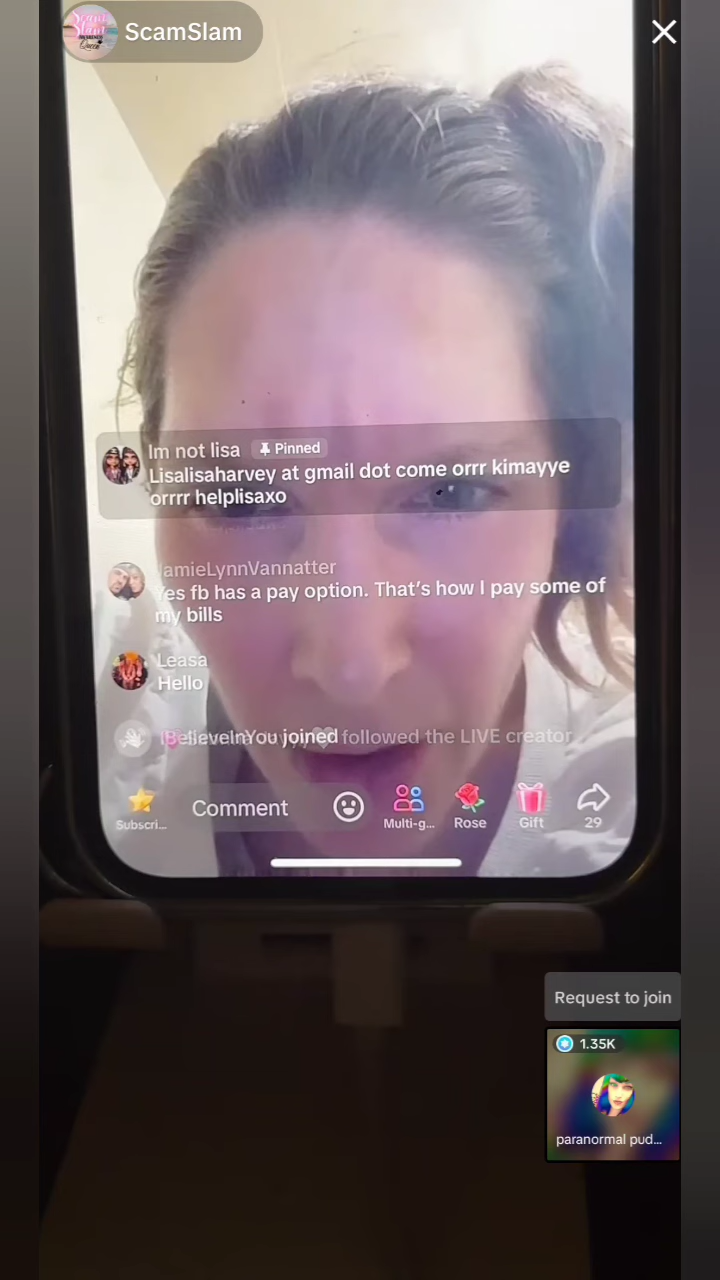 ScamSlam
Im not lisa Pinned
Lisalisaharvey at gmail dot come orrr kimayye
orrrr helplisaxo
JamieLynnVannatter
Yes fb has a pay option. That's how I pay some of
my bills
Leasa
Hello
IBelieveInYou joined followed the LIVE creator
Subscri... Comment Multi-g... Rose Gift 29
Request to join
1.35K
paranormal pud...